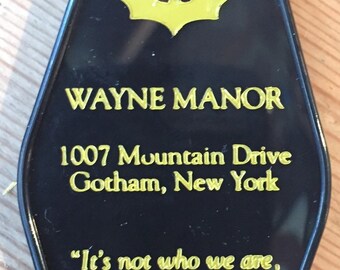 WAYNE MANOR
1007 Mountain Drive
Gotham, New York
"It's not who we are,